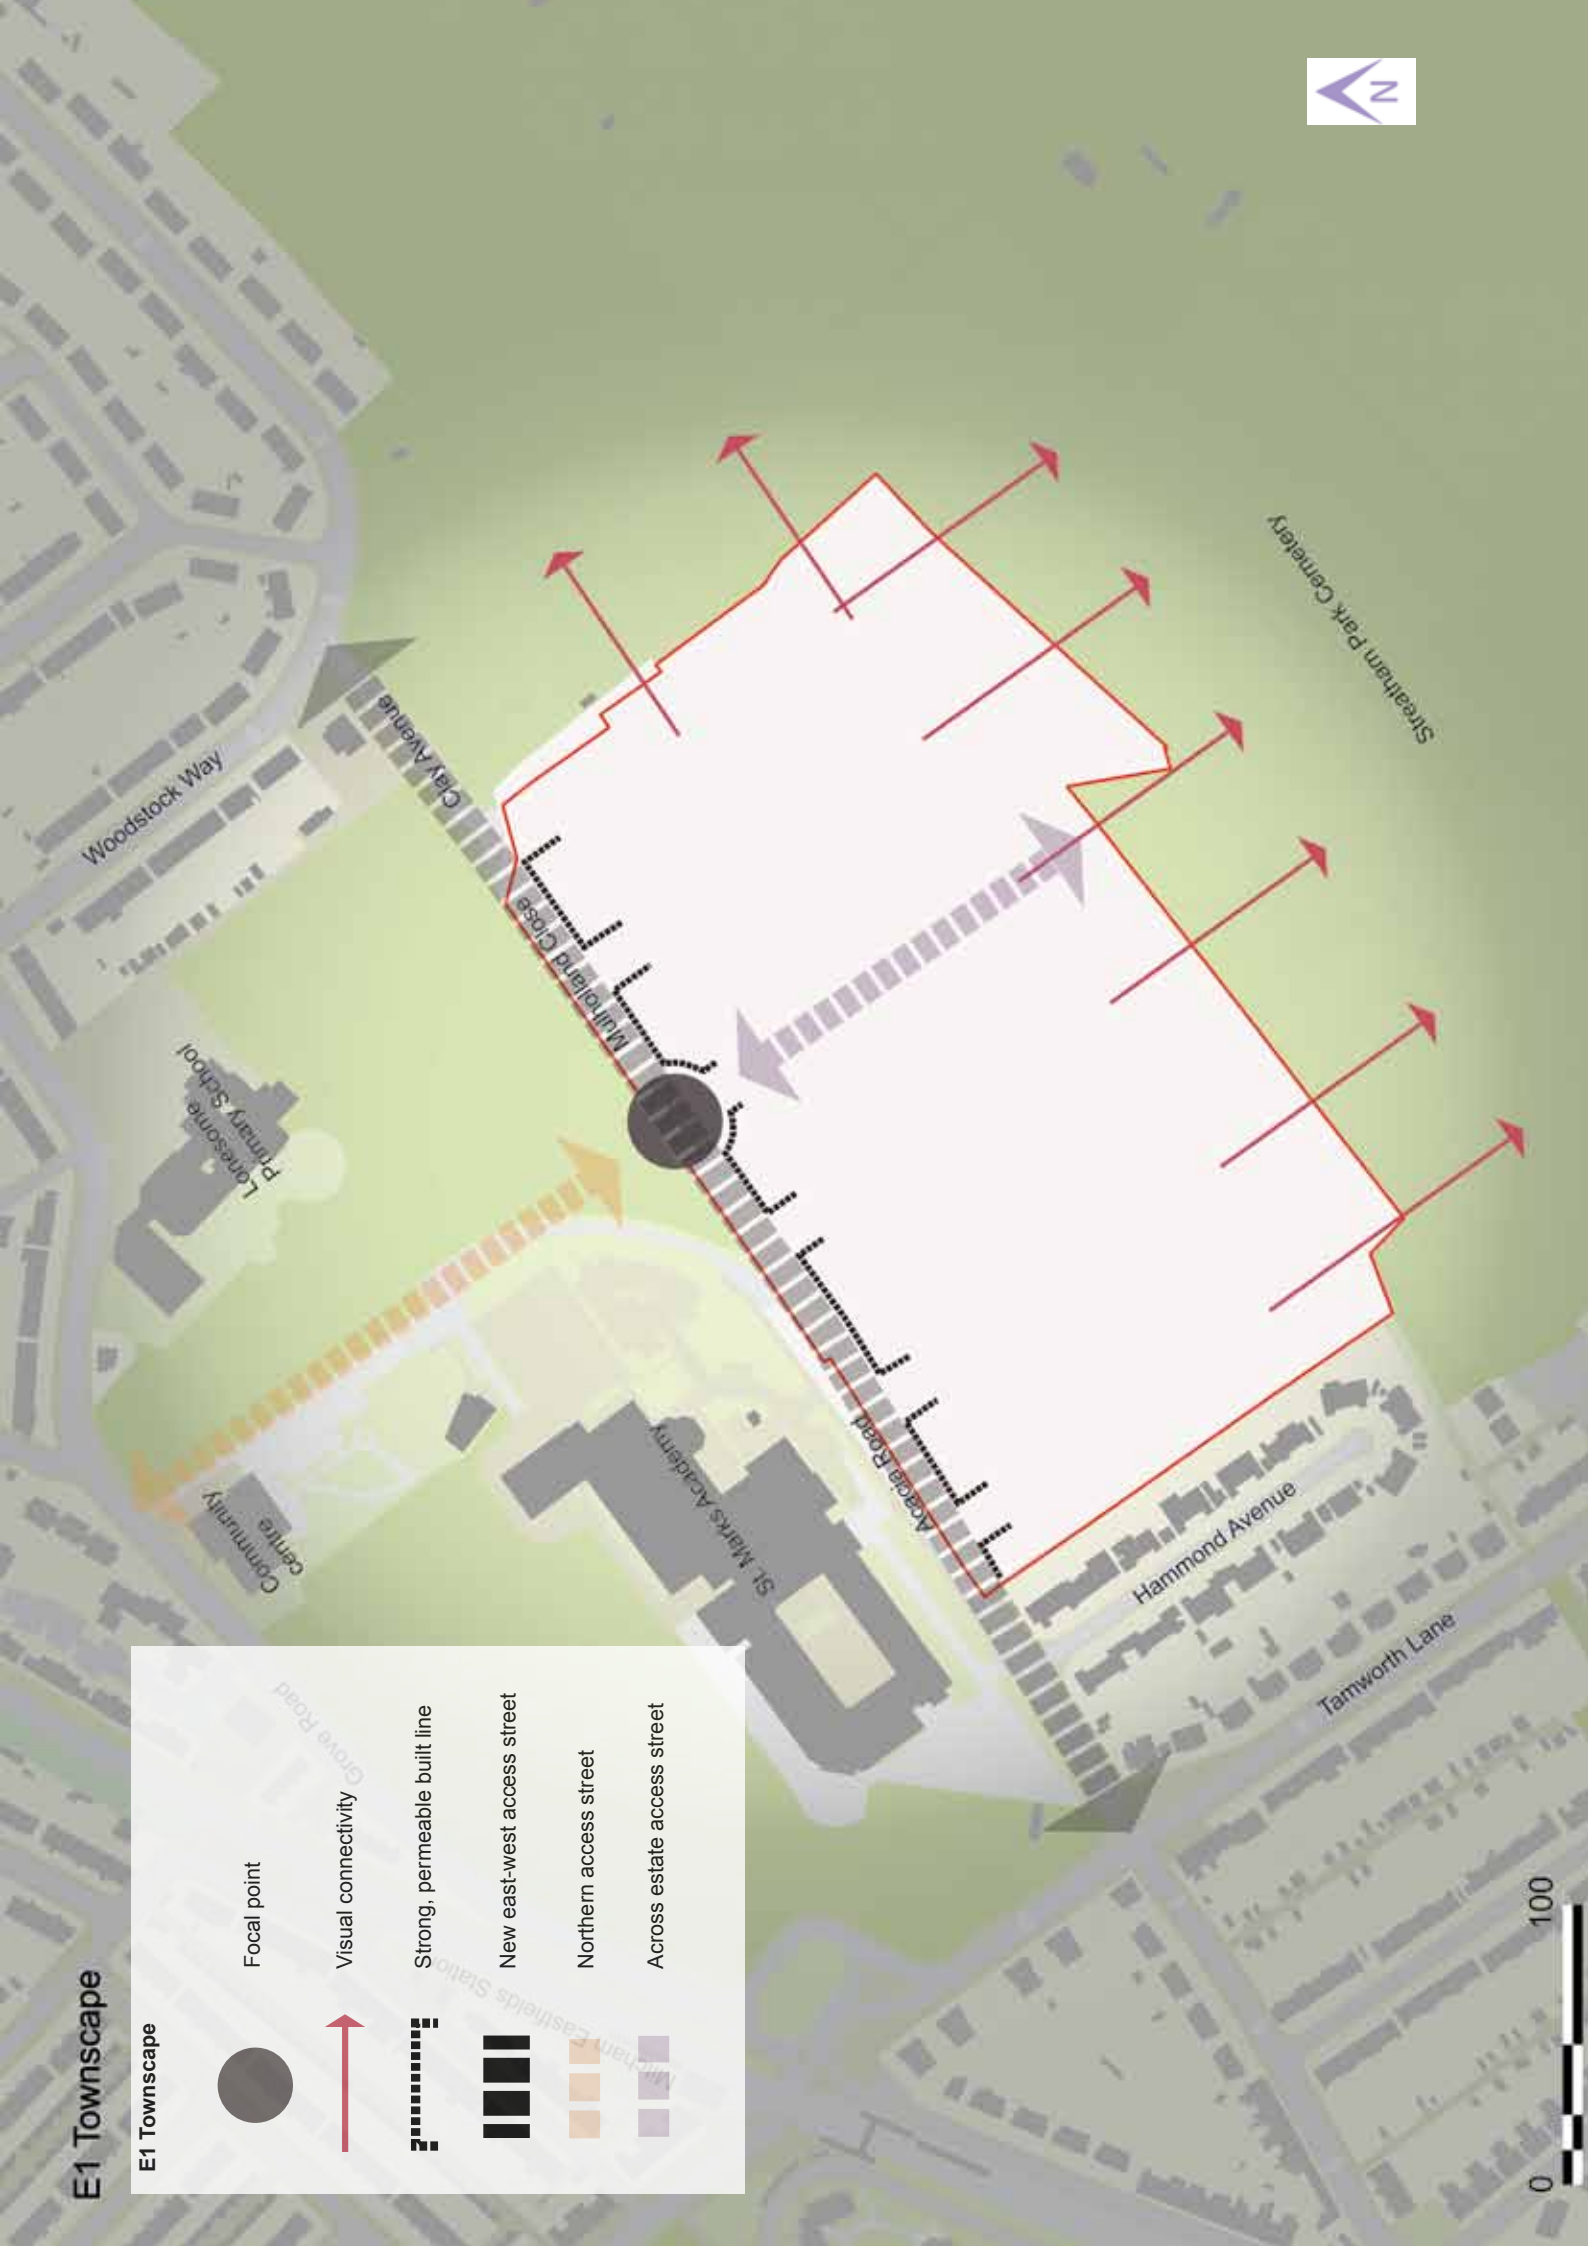 E1 Townscape
E1 Townscape
Focal point
Visual connectivity
Strong, permeable built line
New east-west access street
Northern access street
Across estate access street
Grove Road
Mitcham Eastfields Station
Community
centre
Lonesome
Primary School
Woodstock Way
Clay Avenue
Mulholland Close
St. Marks Academy
Acacia Road
Hammond Avenue
Tamworth Lane
Streatham Park Cemetery
N
0
100